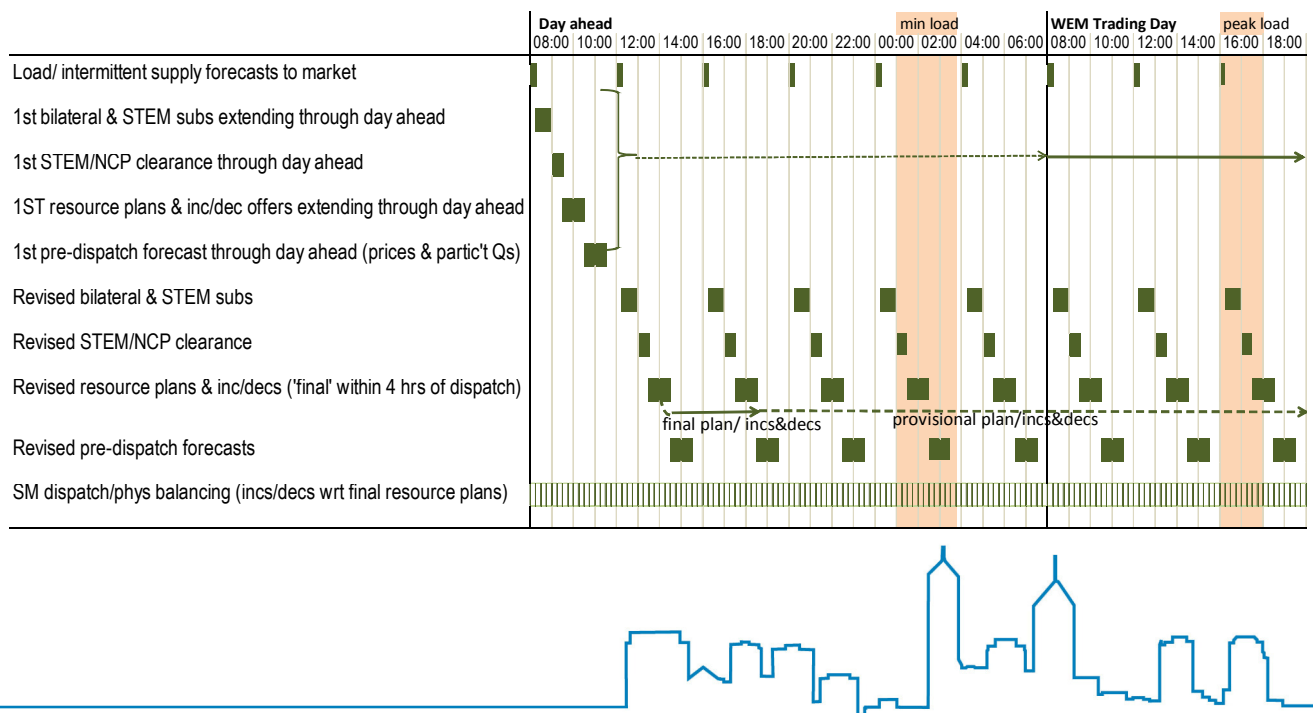 Day ahead min load WEM Trading Day peak load
08:00 10:00 12:00 14:00 16:00 18:00 20:00 22:00 00:00 02:00 04:00 06:00 08:00 10:00 12:00 14:00 16:00 18:00
Load/ intermittent supply forecasts to market
1st bilateral & STEM subs extending through day ahead
1st STEM/NCP clearance through day ahead
1ST resource plans & inc/dec offers extending through day ahead
1st pre-dispatch forecast through day ahead (prices & partic't Qs)
Revised bilateral & STEM subs
Revised STEM/NCP clearance
Revised resource plans & inc/decs ('final' within 4 hrs of dispatch)
final plan/ incs&decs provisional plan/incs&decs
Revised pre-dispatch forecasts
SM dispatch/phys balancing (incs/decs wrt final resource plans)